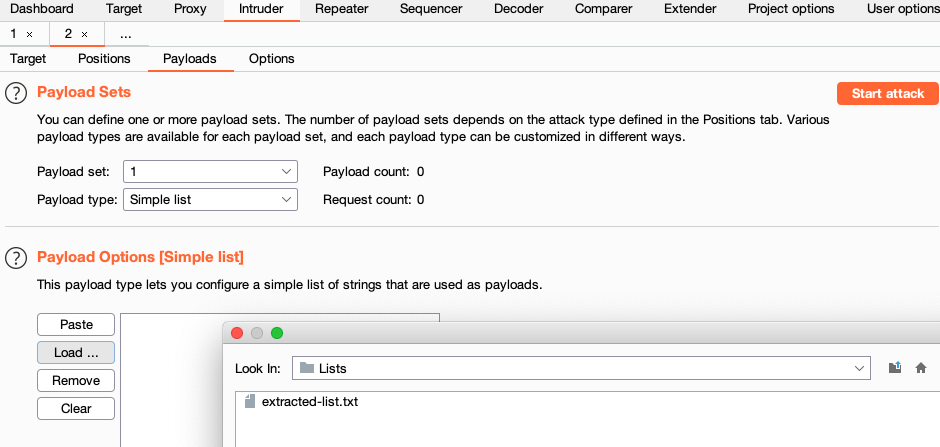 Dashboard Target Proxy Intruder Repeater Sequencer Decoder Comparer Extender Project options User options
1 × 2 × ...
Target Positions Payloads Options
? Payload Sets Start attack
You can define one or more payload sets. The number of payload sets depends on the attack type defined in the Positions tab. Various
payload types are available for each payload set, and each payload type can be customized in different ways.
Payload set: 1 Payload count: 0
Payload type: Simple list Request count: 0
? Payload Options [Simple list]
This payload type lets you configure a simple list of strings that are used as payloads.
Paste
Load ...
Look In: Lists
Remove
extracted-list.txt
Clear